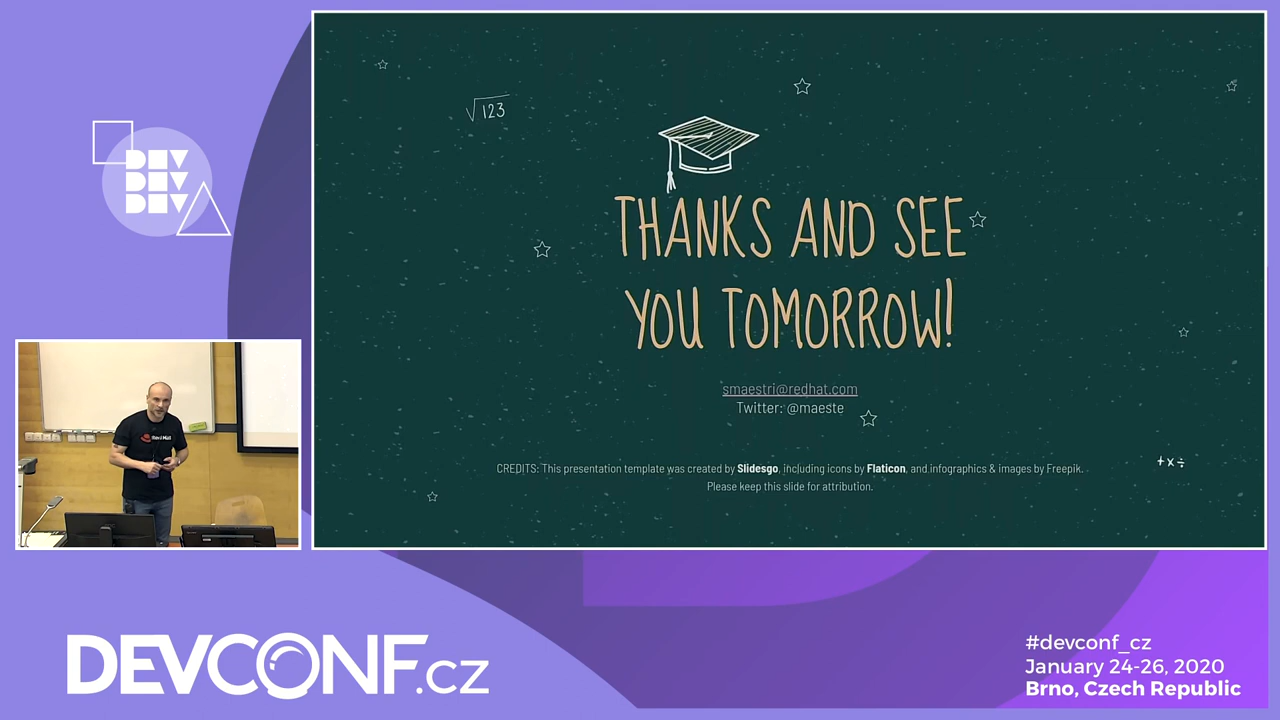 √123
THANKS AND SEE
YOU TOMORROW!
smaestri@redhat.com
Twitter: @maeste
CREDITS: This presentation template was created by Slidesgo, including icons by Flaticon, and infographics & images by Freepik.
Please keep this slide for attribution.
+x÷
DEV
DEV
DEV
Red Hat
DEVCONF.cz
#devconf_cz
January 24-26, 2020
Brno, Czech Republic